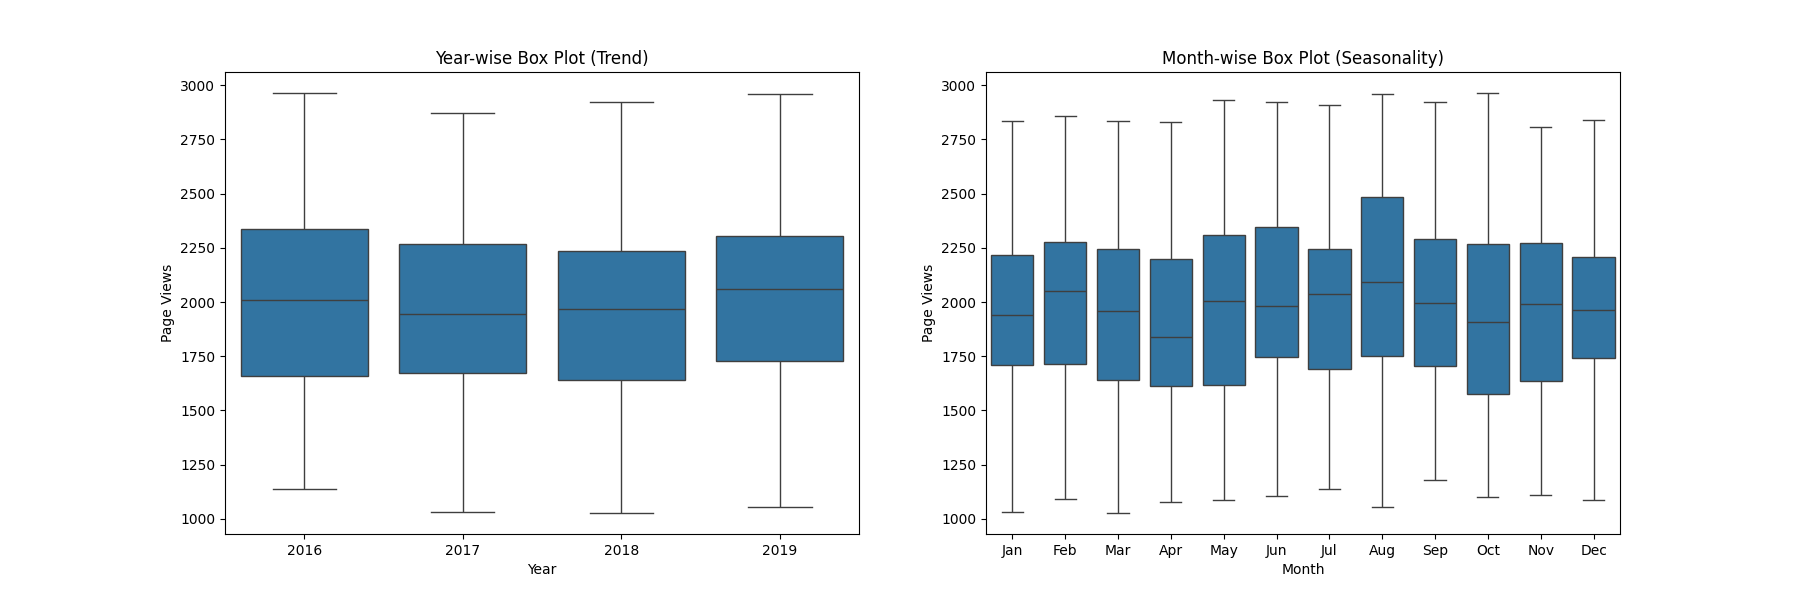 Year-wise Box Plot (Trend)
Page Views
3000
2750
2500
2250
2000
1750
1500
1250
1000
2016 2017 2018 2019
Year
Month-wise Box Plot (Seasonality)
Page Views
3000
2750
2500
2250
2000
1750
1500
1250
1000
Jan Feb Mar Apr May Jun Jul Aug Sep Oct Nov Dec
Month